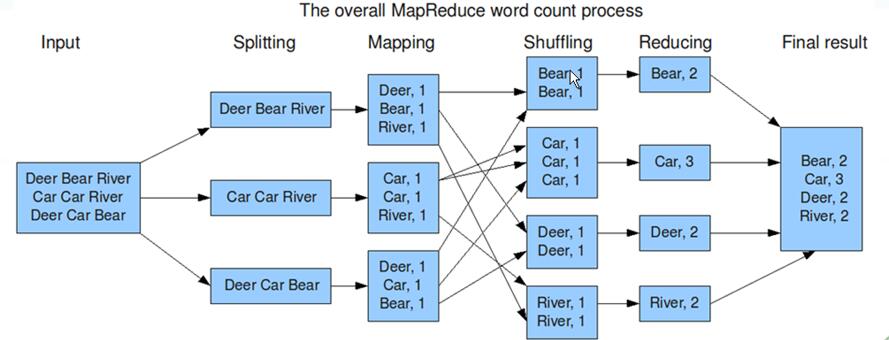 The overall MapReduce word count process
Input
Splitting
Mapping
Shuffling
Reducing
Final result
Deer Bear River
Car Car River
Deer Car Bear
Deer Bear River
Car Car River
Deer Car Bear
Deer, 1
Bear, 1
River, 1
Car, 1
Car, 1
River, 1
Deer, 1
Car, 1
Bear, 1
Bear, 1
Bear, 1
Car, 1
Car, 1
Car, 1
Deer, 1
Deer, 1
River, 1
River, 1
Bear, 2
Car, 3
Deer, 2
River, 2
Bear, 2
Car, 3
Deer, 2
River, 2